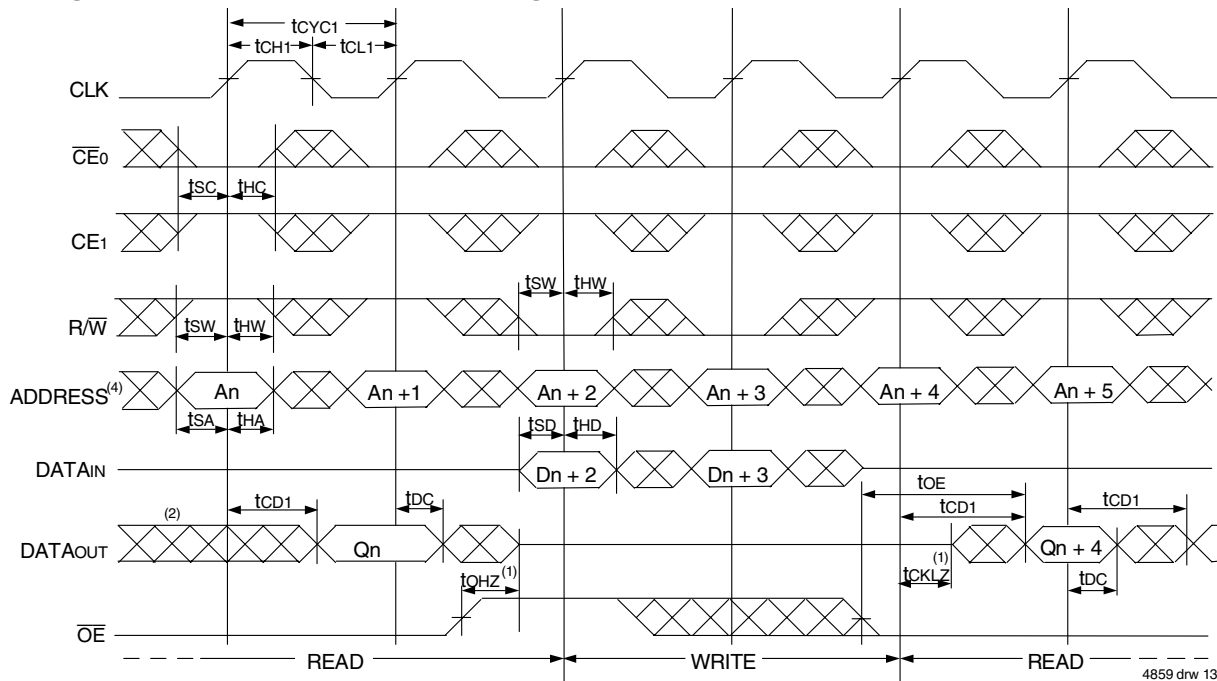 tCYC1
tCH1 tCL1
CLK
CE0
tSC tHC
CE1
tSW tHW
R/W
tSW tHW
ADDRESS(4) An An +1 An + 2 An + 3 An + 4 An + 5
tSA tHA tSD tHD
DATAIN Dn + 2 Dn + 3
tOE
(2) tCD1 tDC tCD1 tCD1
DATAOUT Qn Qn + 4
tOHZ(1) tCKLZ(1) tDC
OE
READ WRITE READ
4859 drw 13